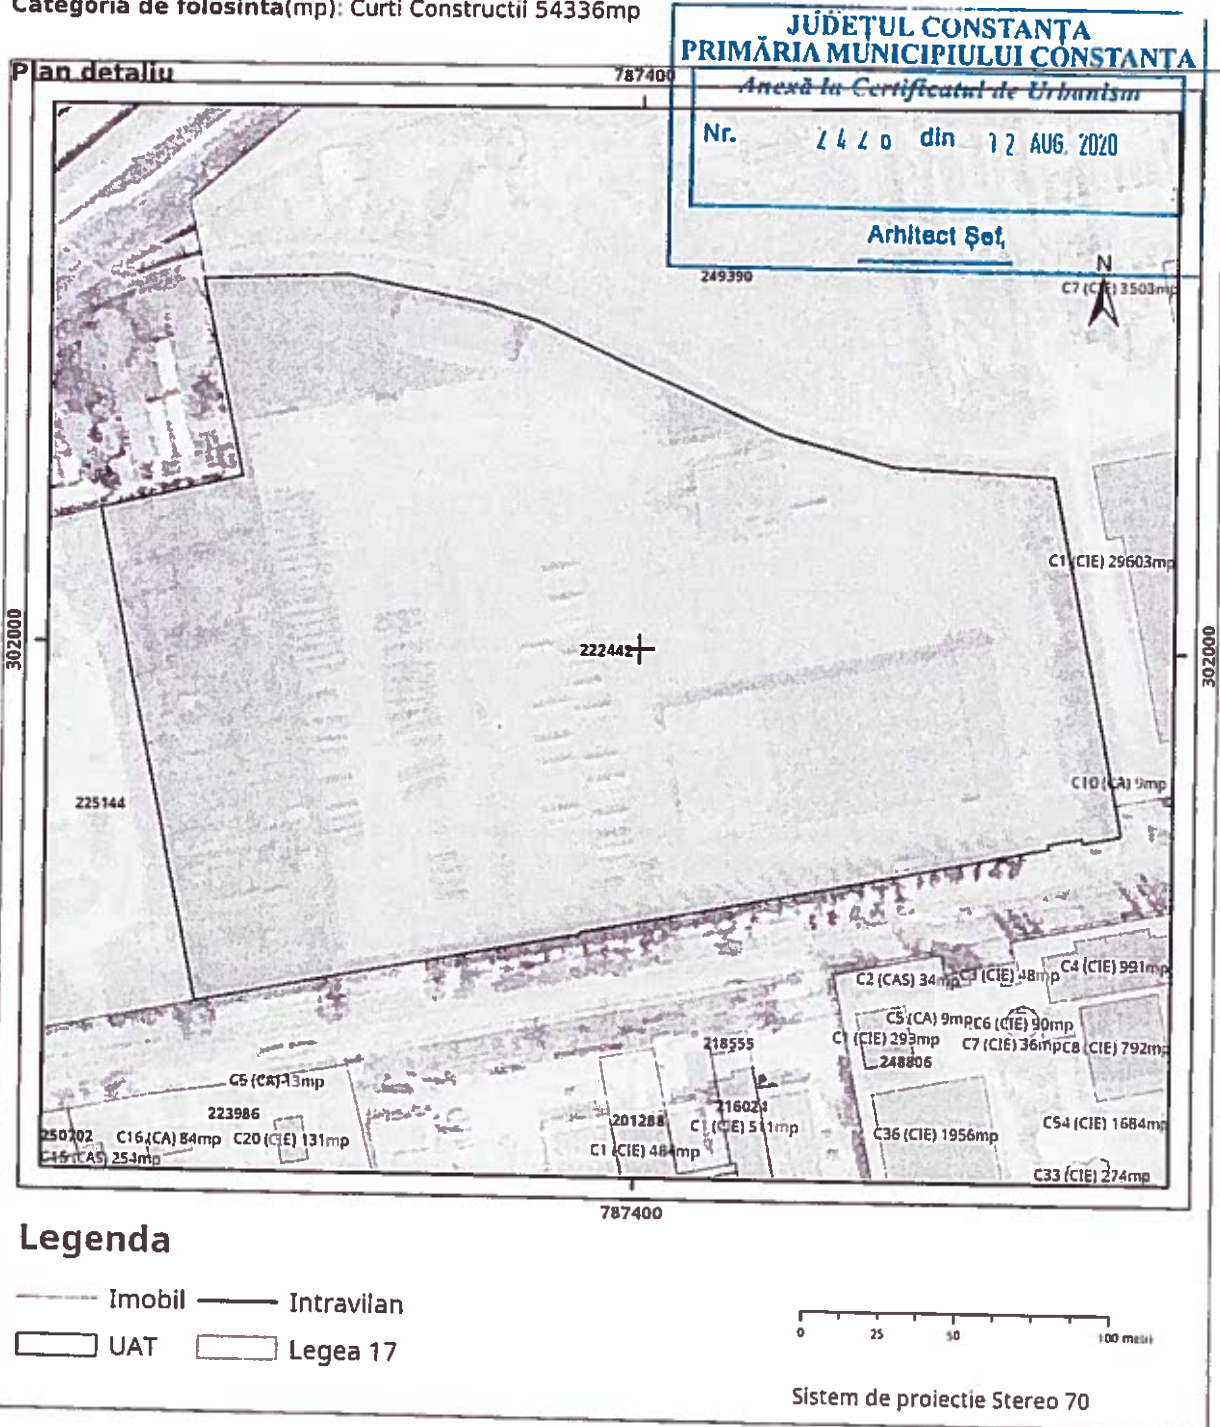 Categoria de folosinta(mp): Curti Constructii 54336mp
JUDEȚUL CONSTANȚA
PRIMĂRIA MUNICIPIULUI CONSTANȚA
Anexă la Certificatul de Urbanism
Nr. din 12 AUG. 2020
Arhitect Șef,
Plan detaliu
787400
249390
N
C7 (CIE) 3503mp
C1 (CIE) 29603mp
302000
222442
302000
C10 (CA) 9mp
225144
C2 (CAS) 34mp
C3 (CIE) 48mp
C4 (CIE) 991mp
C5 (CA) 9mp
C6 (CIE) 90mp
C1 (CIE) 293mp
C7 (CIE) 36mp
C8 (CIE) 792mp
218555
248806
C5 (CA) 13mp
223986
216024
201288
C1 (CIE) 511mp
C54 (CIE) 1684mp
250702
C16 (CA) 84mp
C20 (CIE) 131mp
C36 (CIE) 1956mp
C1 (CIE) 484mp
C15 (CAS) 254mp
C33 (CIE) 274mp
787400
Legenda
Imobil
Intravilan
UAT
Legea 17
0 25 50 100 metri
Sistem de proiectie Stereo 70